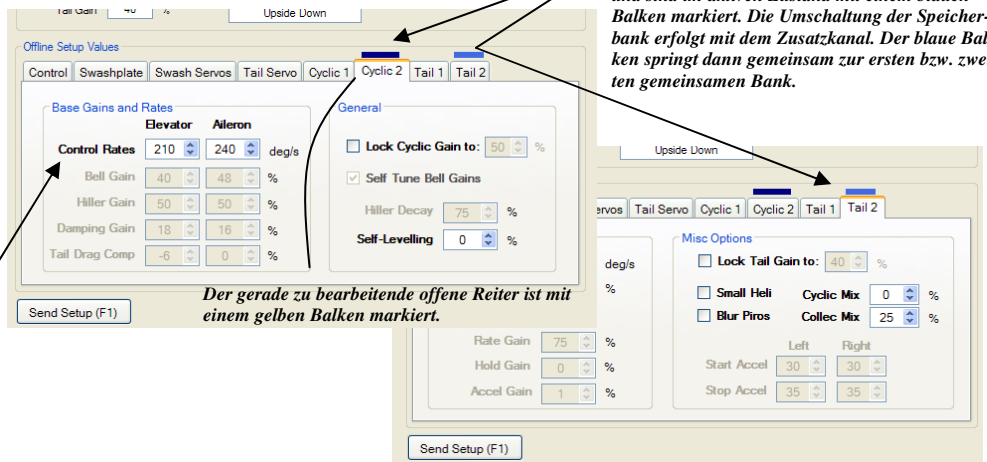 Tail Gain 40 %
Upside Down
Balken markiert. Die Umschaltung der Speicher-
bank erfolgt mit dem Zusatzkanal. Der blaue Bal
ken springt dann gemeinsam zur ersten bzw. zwe
ten gemeinsamen Bank.
Offline Setup Values
Control Swashplate Swash Servos Tail Servo Cyclic 1 Cyclic 2 Tail 1 Tail 2
Base Gains and Rates
Elevator Aileron
Control Rates 210 240 deg/s
Bell Gain 40 48 %
Hiller Gain 50 50 %
Damping Gain 18 16 %
Tail Drag Comp -6 0 %
General
Lock Cyclic Gain to: 50 %
Self Tune Bell Gains
Hiller Decay 75 %
Self-Levelling 0 %
Der gerade zu bearbeitende offene Reiter ist mit
einem gelben Balken markiert.
Send Setup (F1)
Upside Down
ervos Tail Servo Cyclic 1 Cyclic 2 Tail 1 Tail 2
deg/s
%
Rate Gain 75 %
Hold Gain 0 %
Accel Gain 1 %
Misc Options
Lock Tail Gain to: 40 %
Small Heli Cyclic Mix 0 %
Blur Piros Collec Mix 25 %
Left Right
Start Accel 30 30
Stop Accel 35 35
Send Setup (F1)